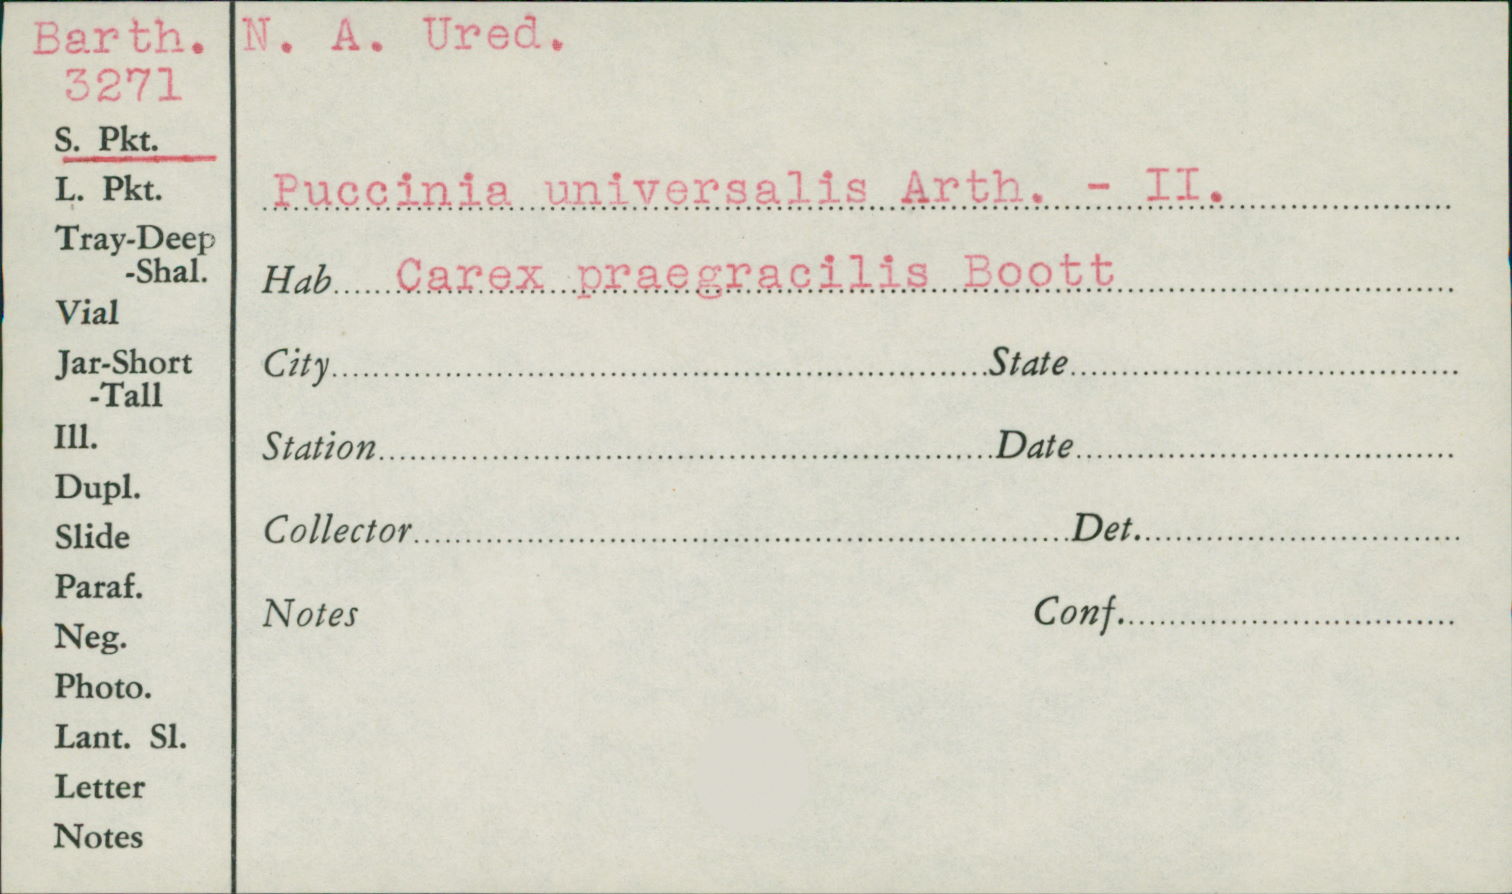 Barth. N. A. Ured.
3271
S. Pkt.
L. Pkt.
Tray-Deep
-Shal.
Vial
Jar-Short
-Tall
Ill.
Dupl.
Slide
Paraf.
Neg.
Photo.
Lant. Sl.
Letter
Notes
Puccinia universalis Arth. - II.
Hab. Carex praegracilis Boott
City State
Station Date
Collector Det.
Notes Conf.